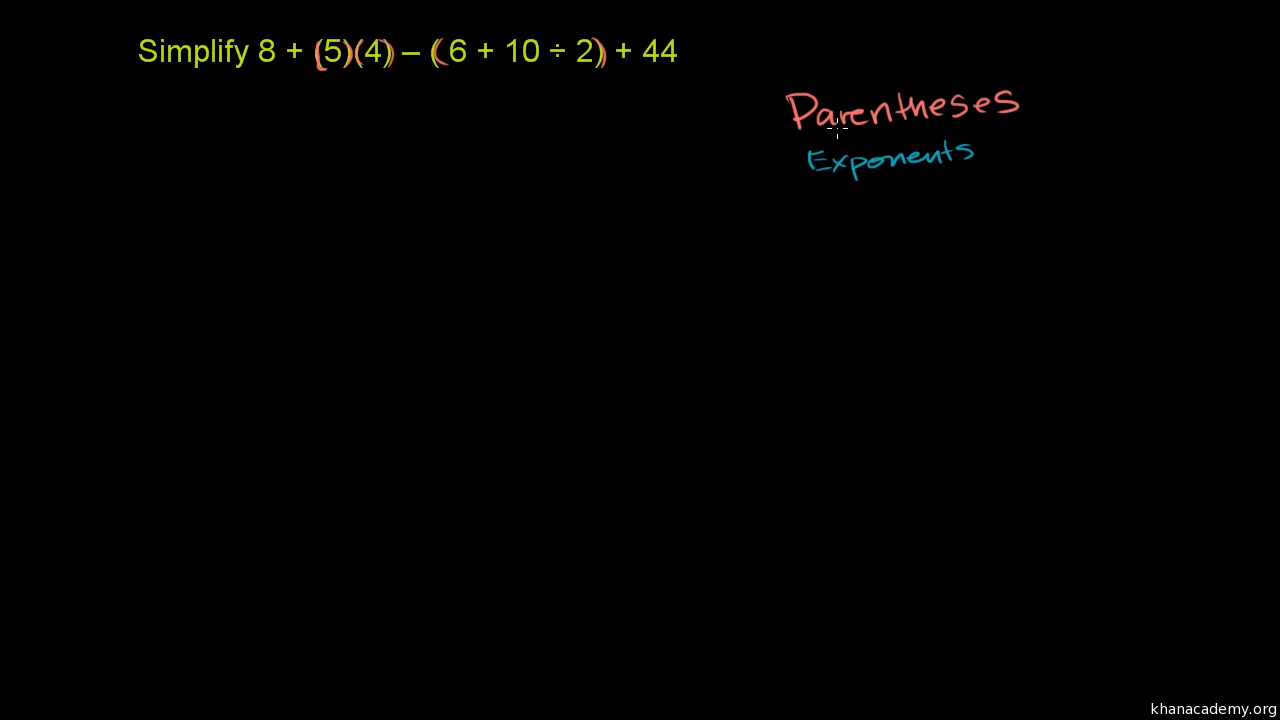 Simplify 8 + (5)(4) – ( 6 + 10 ÷ 2) + 44
Parentheses
Exponents
khanacademy.org